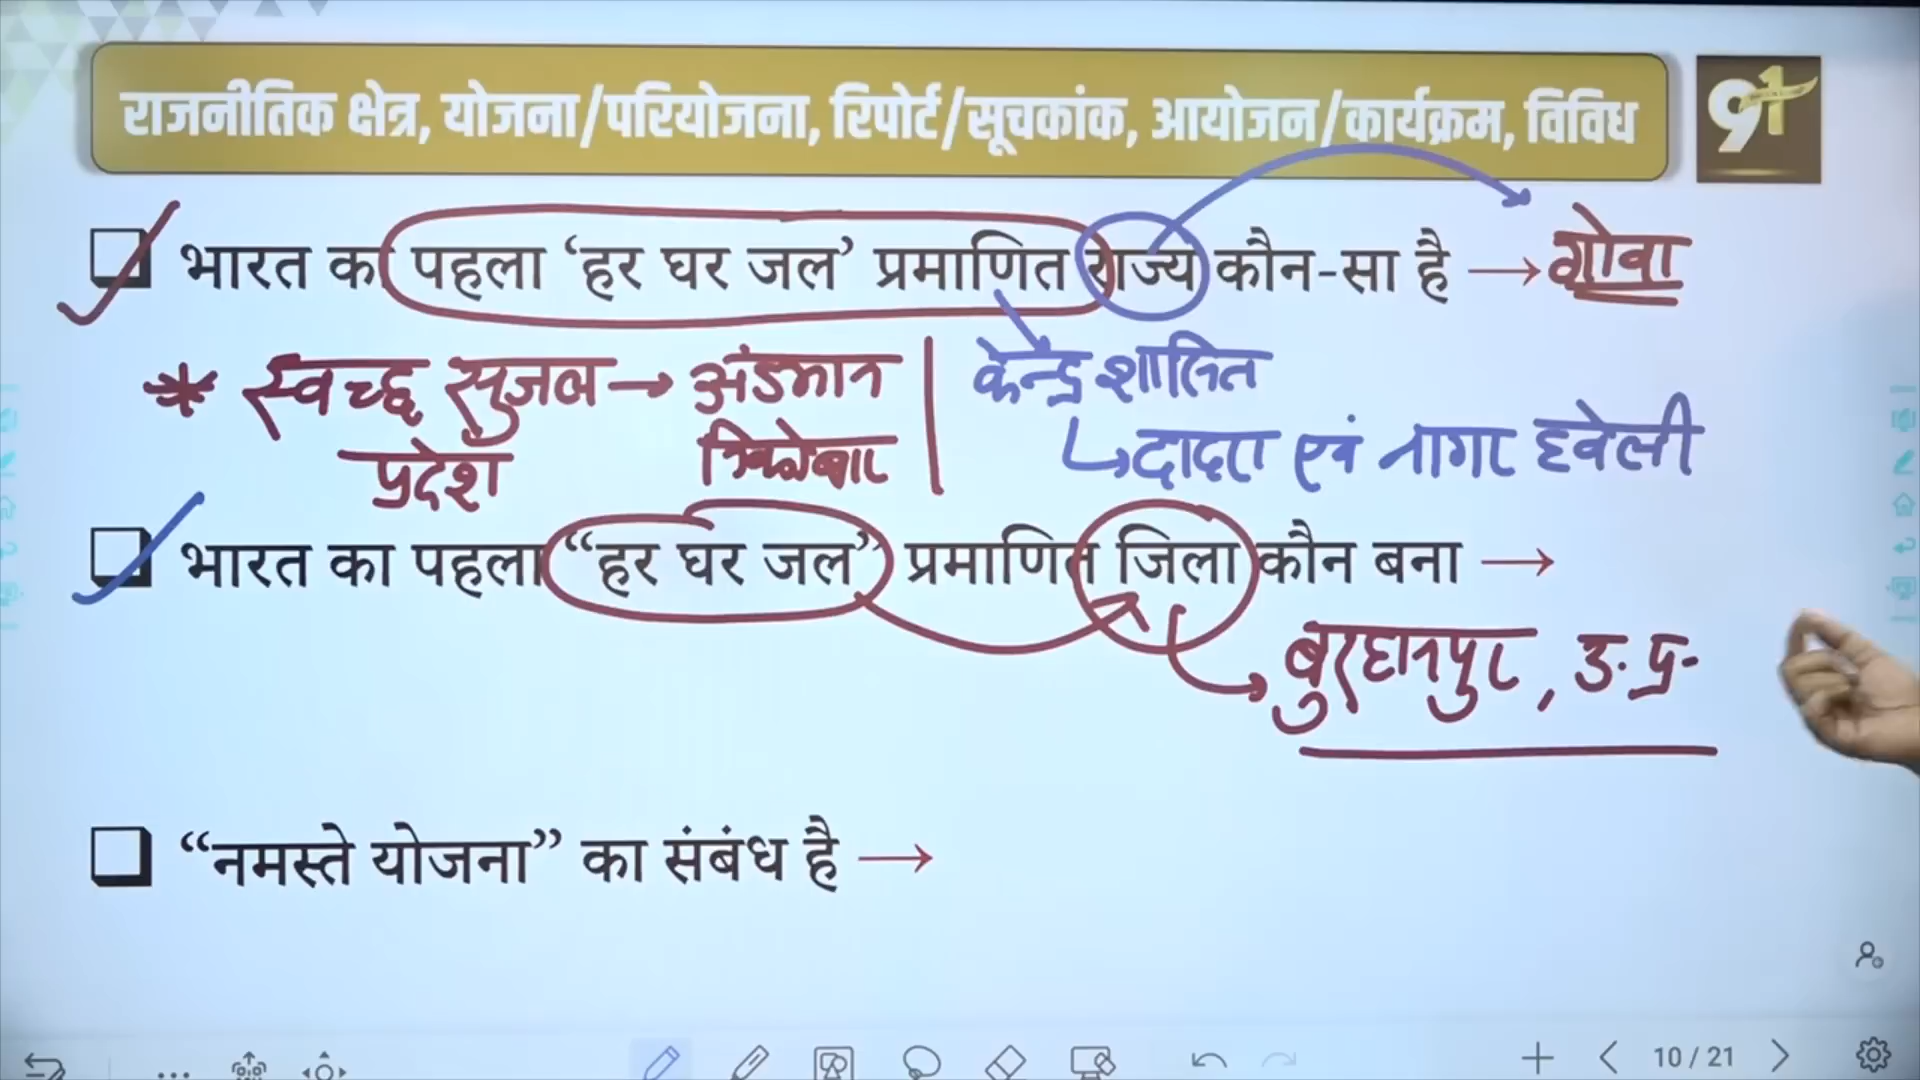 राजनीतिक क्षेत्र, योजना/परियोजना, रिपोर्ट/सूचकांक, आयोजन/कार्यक्रम, विविध
91
भारत का पहला ‘हर घर जल’ प्रमाणित राज्य कौन-सा है → गोवा
* स्वच्छ सुजल → अंडमान | केन्द्र शासित
प्रदेश निकोबार ↳ दादरा एवं नागर हवेली
भारत का पहला “हर घर जल” प्रमाणित जिला कौन बना →
बुरहानपुर, उ. प्र.
“नमस्ते योजना” का संबंध है →
10 / 21